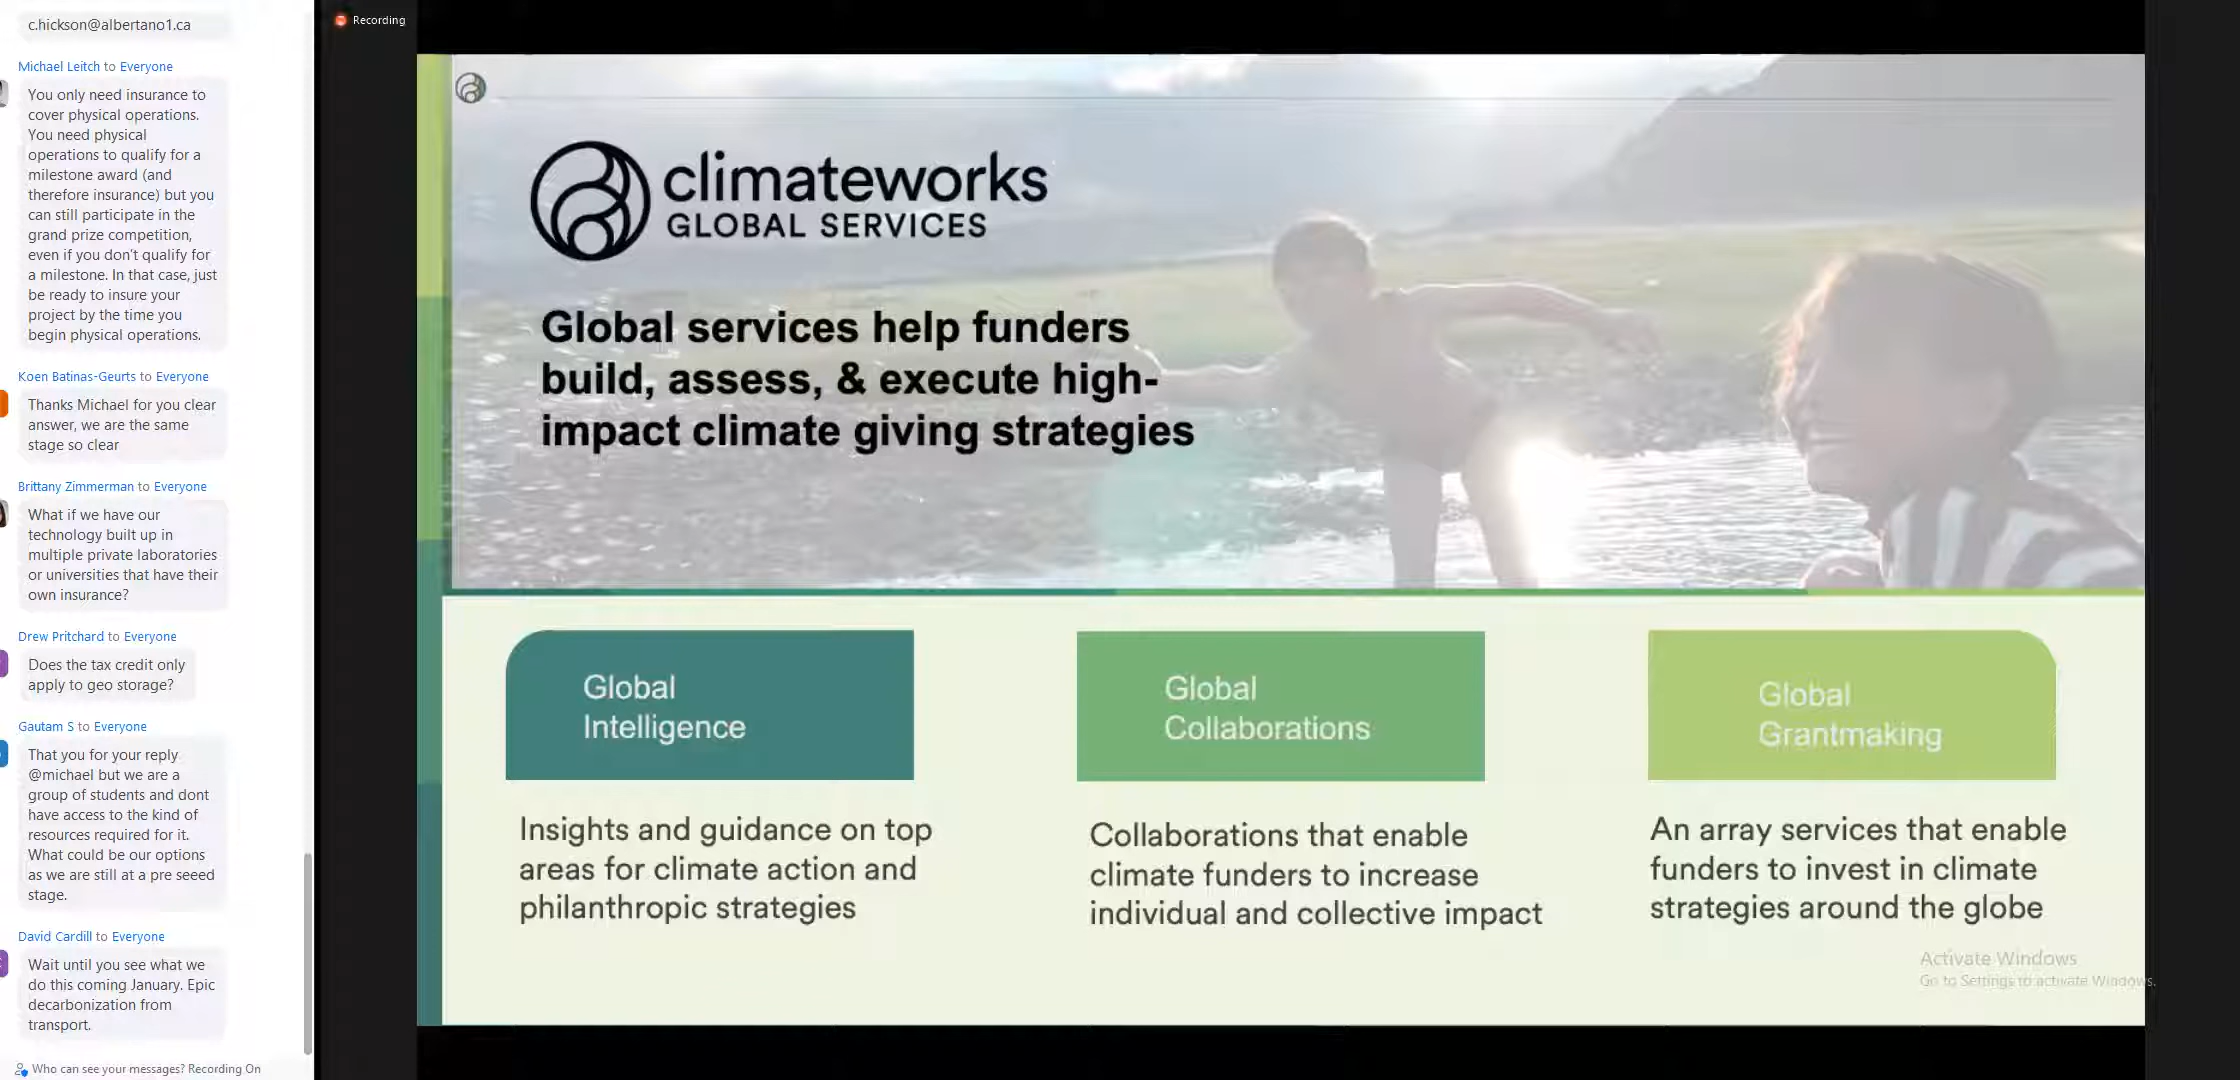 c.hickson@albertano1.ca
Michael Leitch to Everyone
You only need insurance to
cover physical operations.
You need physical
operations to qualify for a
milestone award (and
therefore insurance) but you
can still participate in the
grand prize competition,
even if you don't qualify for
a milestone. In that case, just
be ready to insure your
project by the time you
begin physical operations.
Koen Batinas-Geurts to Everyone
Thanks Michael for you clear
answer, we are the same
stage so clear
Brittany Zimmerman to Everyone
What if we have our
technology built up in
multiple private laboratories
or universities that have their
own insurance?
Drew Pritchard to Everyone
Does the tax credit only
apply to geo storage?
Gautam S to Everyone
That you for your reply
@michael but we are a
group of students and dont
have access to the kind of
resources required for it.
What could be our options
as we are still at a pre seeed
stage.
David Cardill to Everyone
Wait until you see what we
do this coming January. Epic
decarbonization from
transport.
Who can see your messages? Recording On
Recording
climateworks
GLOBAL SERVICES
Global services help funders
build, assess, & execute high-
impact climate giving strategies
Global
Intelligence
Insights and guidance on top
areas for climate action and
philanthropic strategies
Global
Collaborations
Collaborations that enable
climate funders to increase
individual and collective impact
Global
Grantmaking
An array services that enable
funders to invest in climate
strategies around the globe
Activate Windows
Go to Settings to activate Windows.